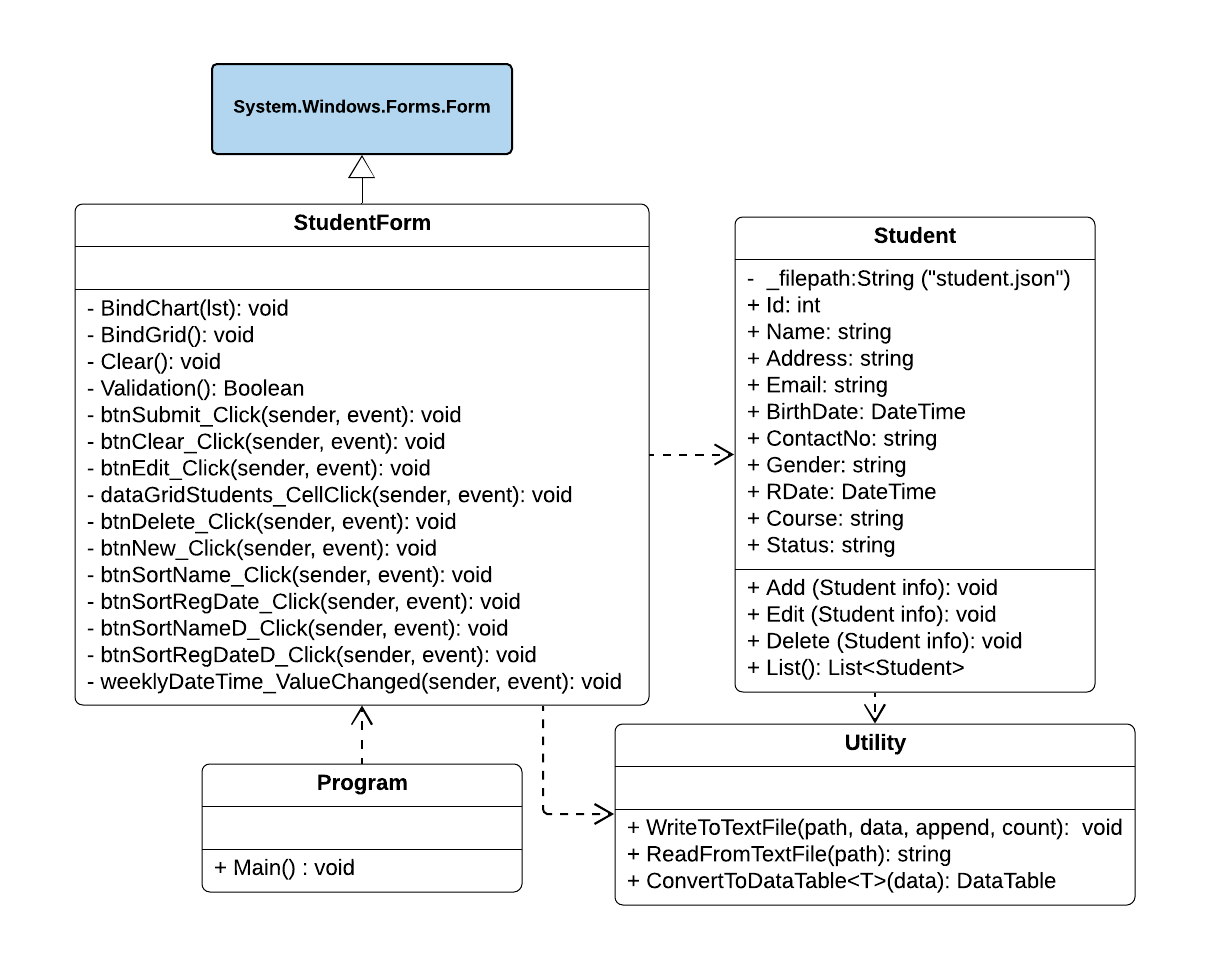 System.Windows.Forms.Form
StudentForm
- BindChart(lst): void
- BindGrid(): void
- Clear(): void
- Validation(): Boolean
- btnSubmit_Click(sender, event): void
- btnClear_Click(sender, event): void
- btnEdit_Click(sender, event): void
- dataGridStudents_CellClick(sender, event): void
- btnDelete_Click(sender, event): void
- btnNew_Click(sender, event): void
- btnSortName_Click(sender, event): void
- btnSortRegDate_Click(sender, event): void
- btnSortNameD_Click(sender, event): void
- btnSortRegDateD_Click(sender, event): void
- weeklyDateTime_ValueChanged(sender, event): void
Student
- _filepath:String ("student.json")
+ Id: int
+ Name: string
+ Address: string
+ Email: string
+ BirthDate: DateTime
+ ContactNo: string
+ Gender: string
+ RDate: DateTime
+ Course: string
+ Status: string
+ Add (Student info): void
+ Edit (Student info): void
+ Delete (Student info): void
+ List(): List<Student>
Program
+ Main() : void
Utility
+ WriteToTextFile(path, data, append, count): void
+ ReadFromTextFile(path): string
+ ConvertToDataTable<T>(data): DataTable